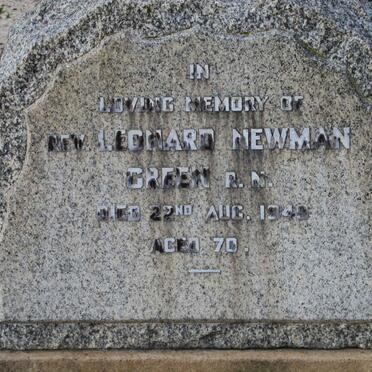 IN
LOVING MEMORY OF
REV. LEONARD NEWMAN
GREEN R.N.
DIED 22ND AUG. 1949
AGED 70.